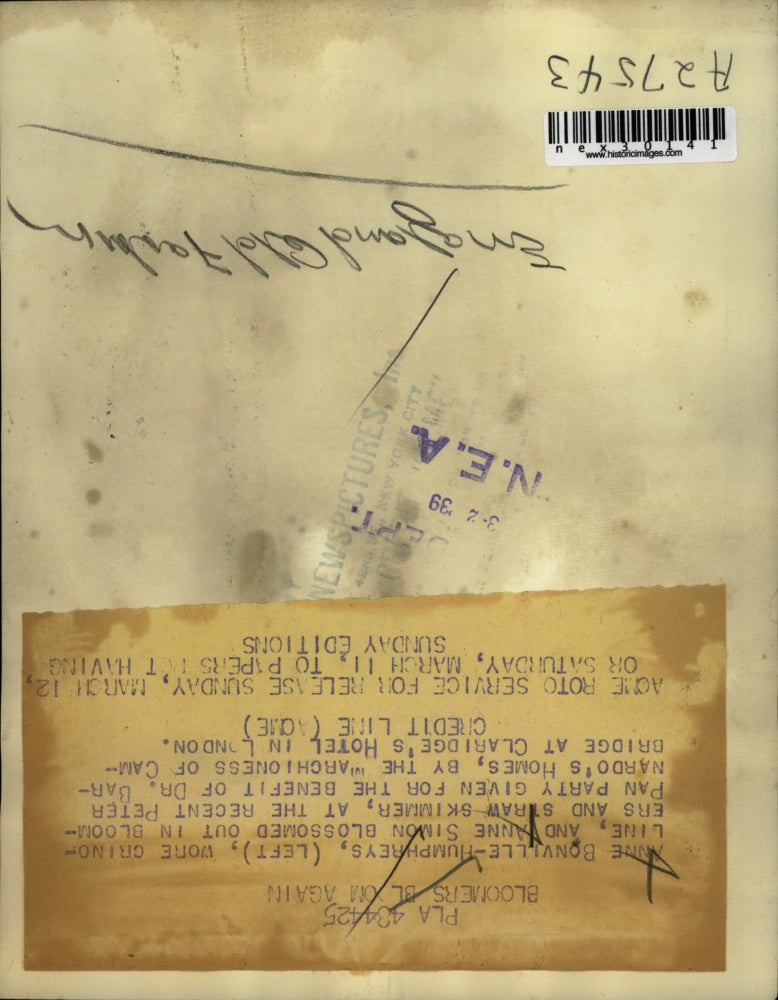 A27543
nex30141
www.historicimages.com
England Old Fashion
NEWSPICTURES, Inc
NEW YORK CITY
N.E.A.
3-2 '39
PLA 434425
BLOOMERS BLOOM AGAIN
ANNE BONVILLE-HUMPHREYS, (LEFT), WORE CRINO-
LINE, AND ANNE SIMON BLOSSOMED OUT IN BLOOM-
ERS AND STRAW SKIMMER, AT THE RECENT PETER
PAN PARTY GIVEN FOR THE BENEFIT OF DR. BAR-
NARDO'S HOMES, BY THE MARCHIONESS OF CAM-
BRIDGE AT CLARIDGE'S HOTEL IN LONDON.
CREDIT LINE (ACME)
ACME ROTO SERVICE FOR RELEASE SUNDAY, MARCH 12,
OR SATURDAY, MARCH 11, TO PAPERS NOT HAVING
SUNDAY EDITIONS